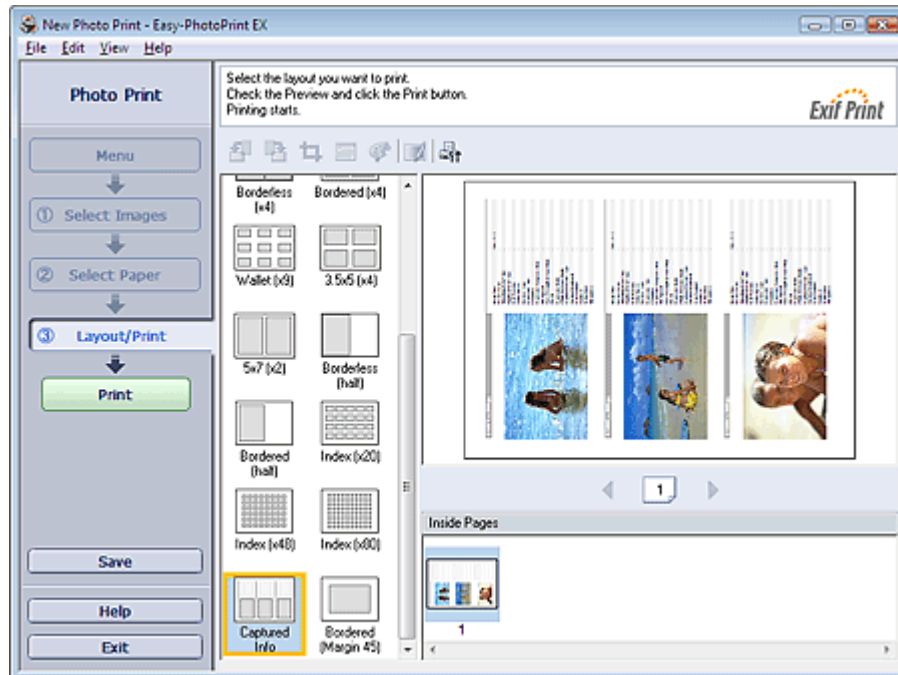 New Photo Print - Easy-PhotoPrint EX
File Edit View Help
Photo Print
Menu
① Select Images
② Select Paper
③ Layout/Print
Print
Save
Help
Exit
Select the layout you want to print.
Check the Preview and click the Print button.
Printing starts.
Exif Print
Borderless
(x4)
Bordered (x4)
Wallet (x9)
3.5x5 (x4)
5x7 (x2)
Borderless
(half)
Bordered
(half)
Index (x20)
Index (x48)
Index (x80)
Captured
Info
Bordered
(Margin 45)
1
Inside Pages
1